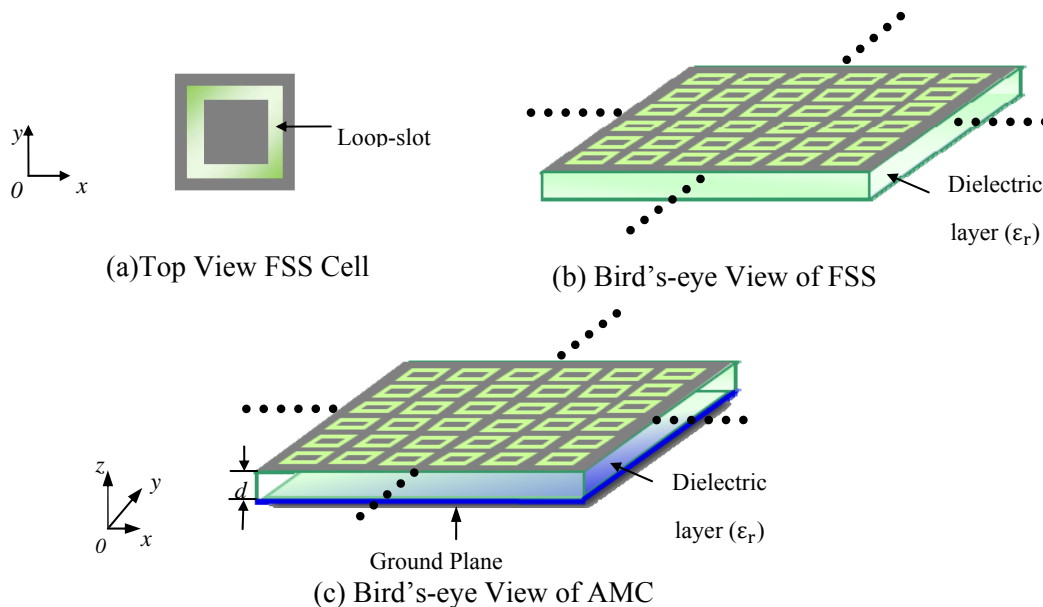 Loop-slot
y
0
x
(a)Top View FSS Cell
Dielectric
layer (εr)
(b) Bird's-eye View of FSS
z
y
0
x
d
Dielectric
layer (εr)
Ground Plane
(c) Bird's-eye View of AMC